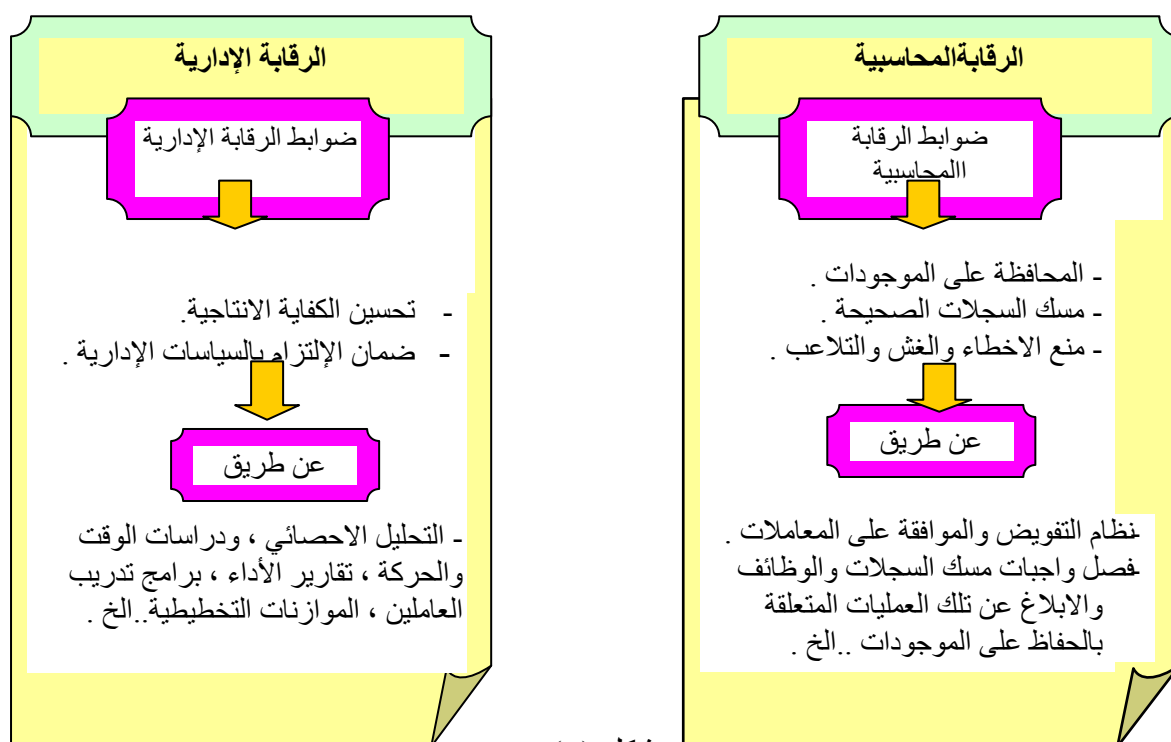 الرقابةالمحاسبية
ضوابط الرقابة
االمحاسبية
- المحافظة على الموجودات .
- مسك السجلات الصحيحة .
- منع الاخطاء والغش والتلاعب .
عن طريق
نظام التفويض والموافقة على المعاملات .
فصل واجبات مسك السجلات والوظائف
والابلاغ عن تلك العمليات المتعلقة
بالحفاظ على الموجودات ..الخ .
الرقابة الإدارية
ضوابط الرقابة الإدارية
- تحسين الكفاية الانتاجية.
- ضمان الإلتزام بالسياسات الإدارية .
عن طريق
- التحليل الاحصائي ، ودراسات الوقت
والحركة ، تقارير الأداء ، برامج تدريب
العاملين ، الموازنات التخطيطية..الخ .